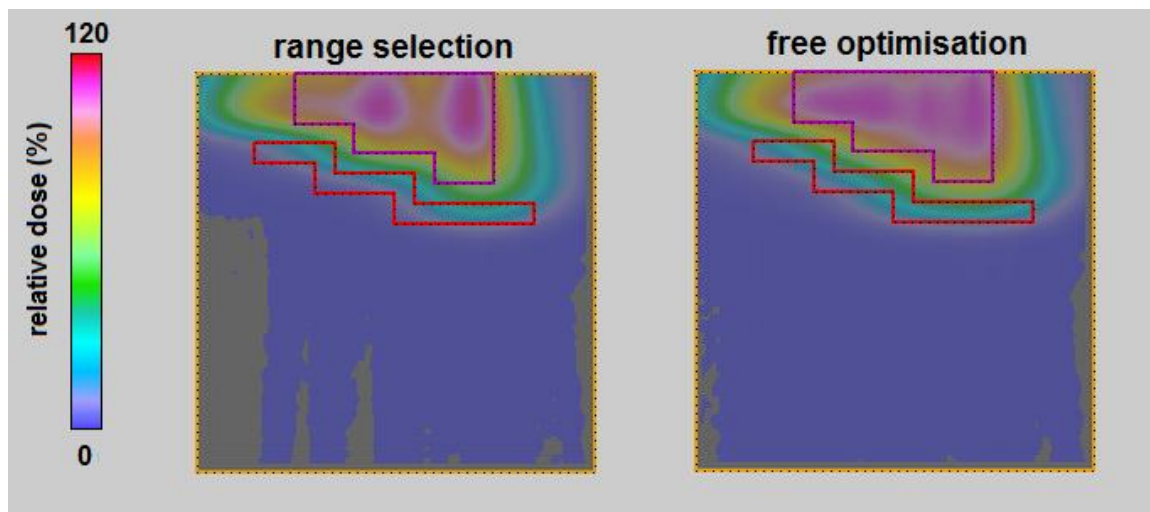 120
range selection
free optimisation
relative dose (%)
0